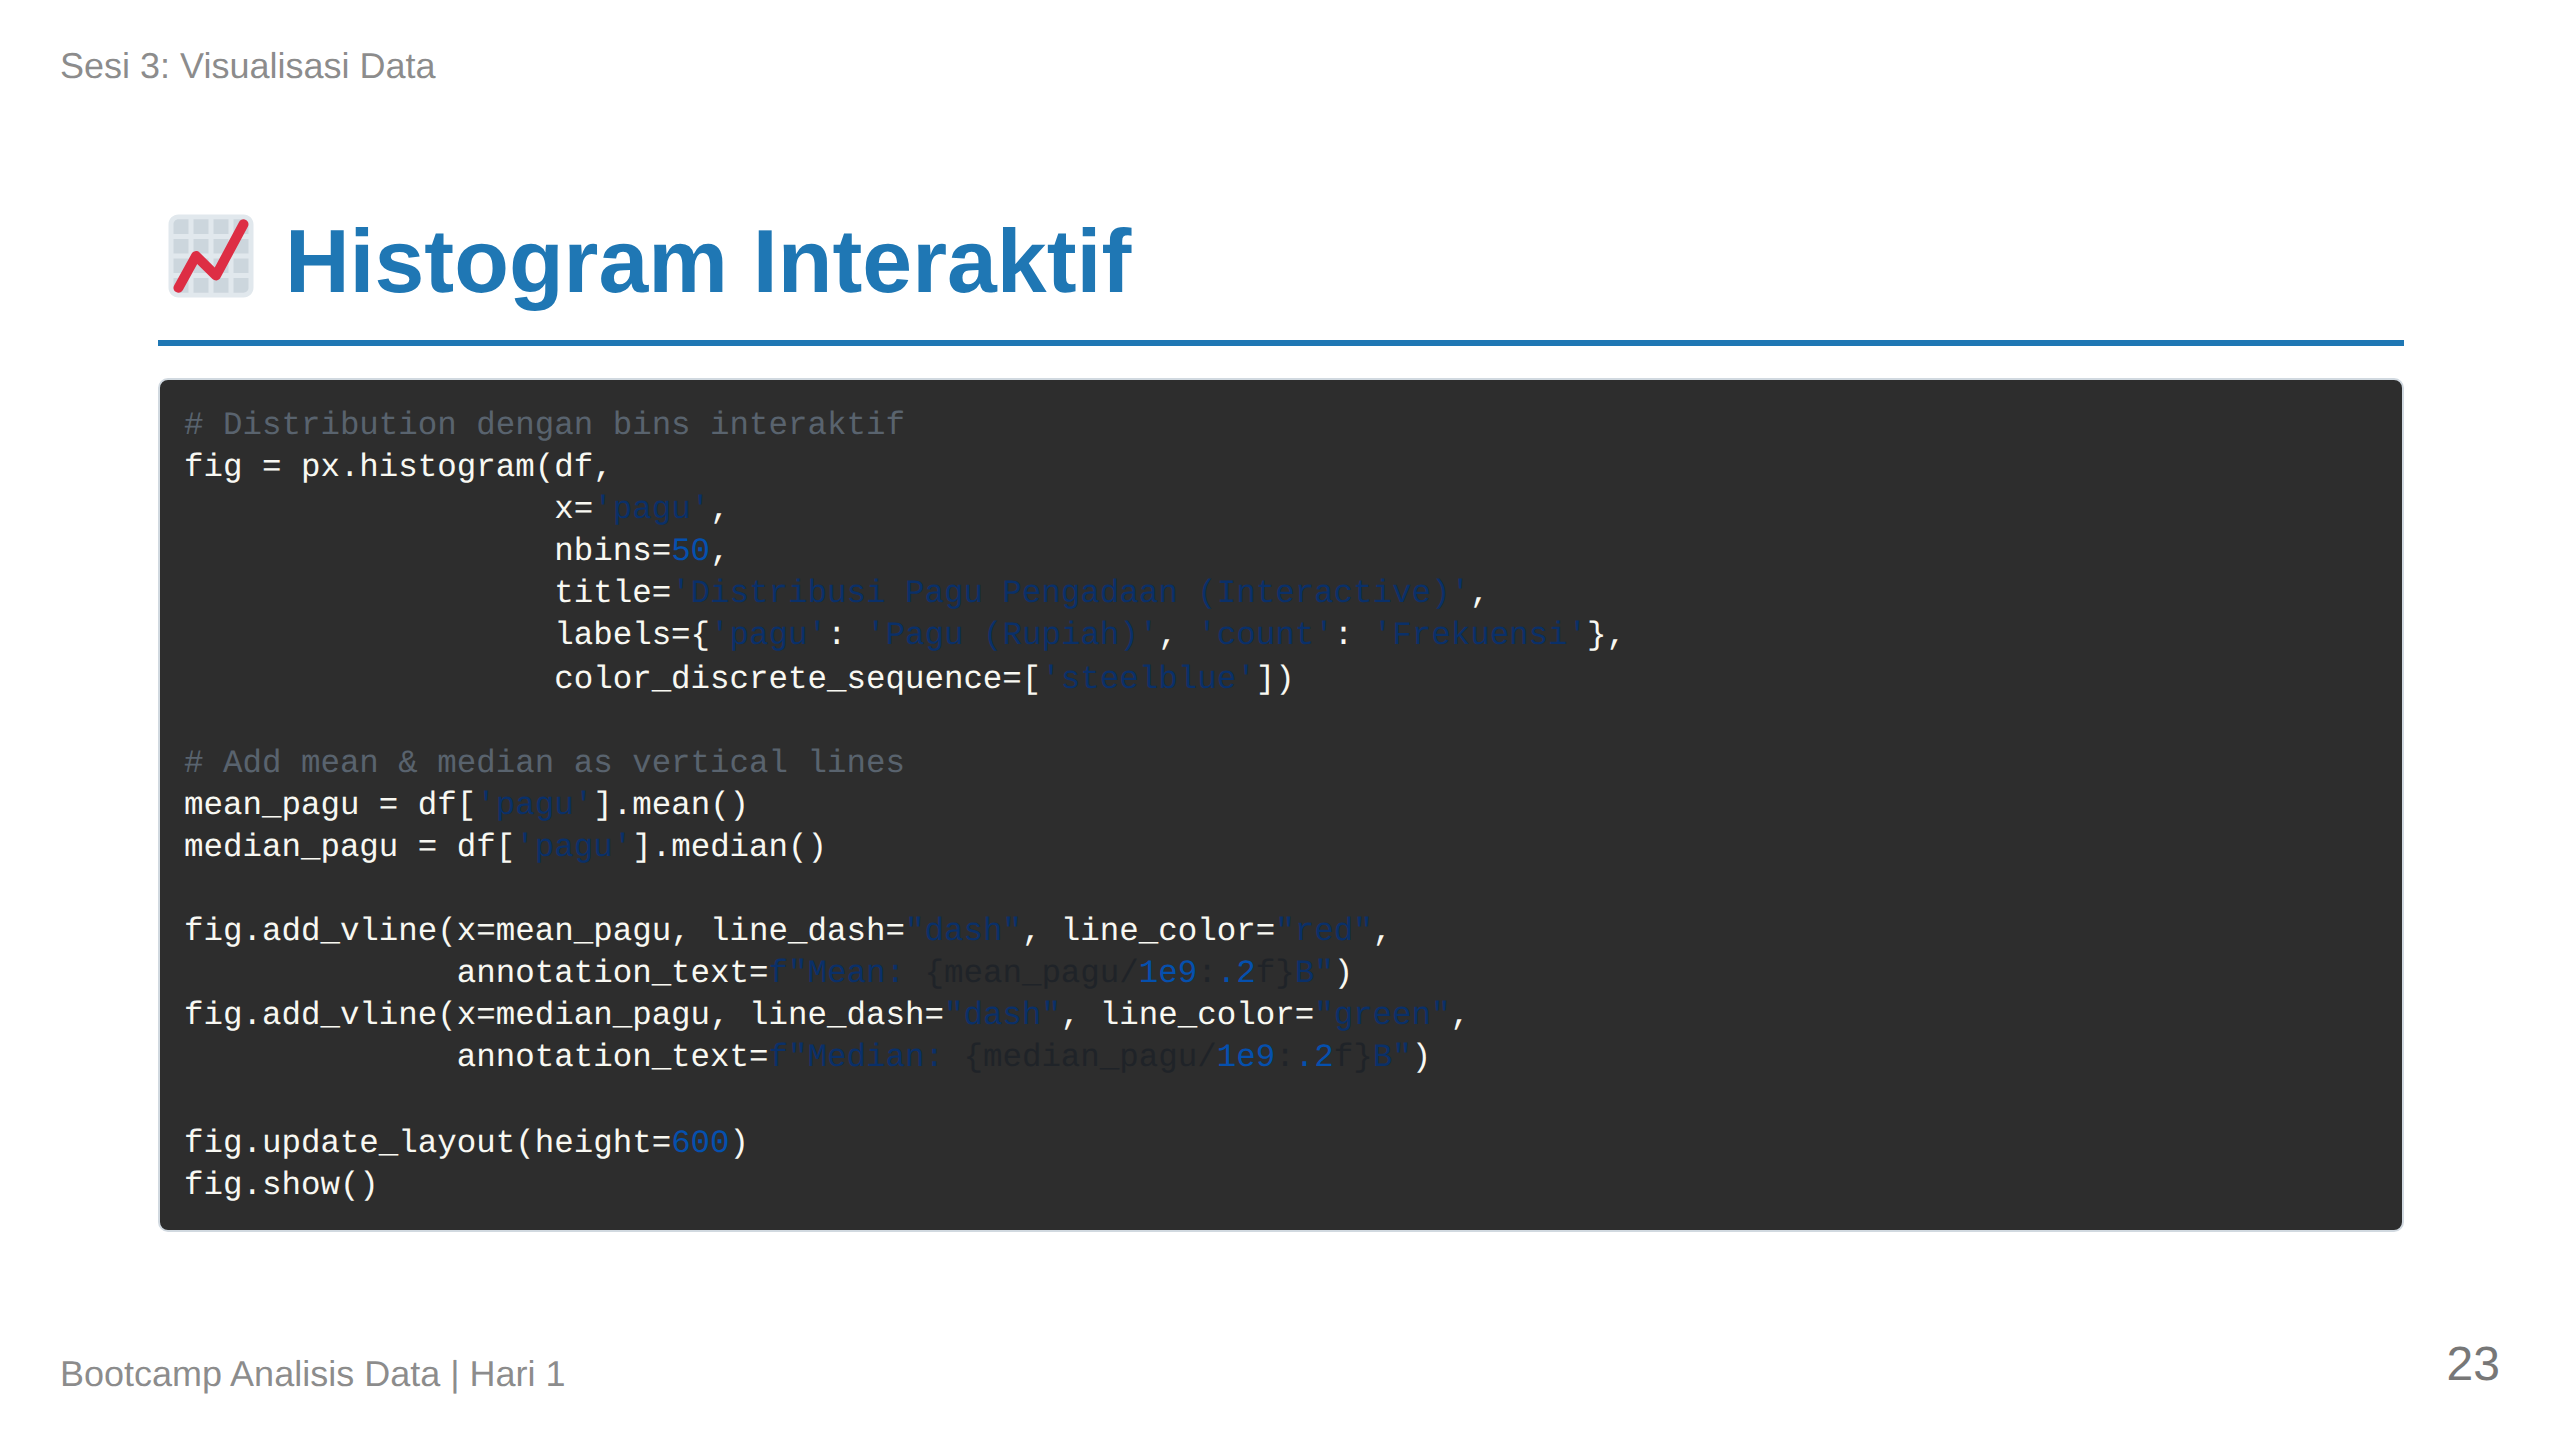 Sesi 3: Visualisasi Data
📈 Histogram Interaktif
# Distribution dengan bins interaktif
fig = px.histogram(df,
                   x='pagu',
                   nbins=50,
                   title='Distribusi Pagu Pengadaan (Interactive)',
                   labels={'pagu': 'Pagu (Rupiah)', 'count': 'Frekuensi'},
                   color_discrete_sequence=['steelblue'])

# Add mean & median as vertical lines
mean_pagu = df['pagu'].mean()
median_pagu = df['pagu'].median()

fig.add_vline(x=mean_pagu, line_dash="dash", line_color="red",
              annotation_text=f"Mean: {mean_pagu/1e9:.2f}B")
fig.add_vline(x=median_pagu, line_dash="dash", line_color="green",
              annotation_text=f"Median: {median_pagu/1e9:.2f}B")

fig.update_layout(height=600)
fig.show()
Bootcamp Analisis Data | Hari 1
23